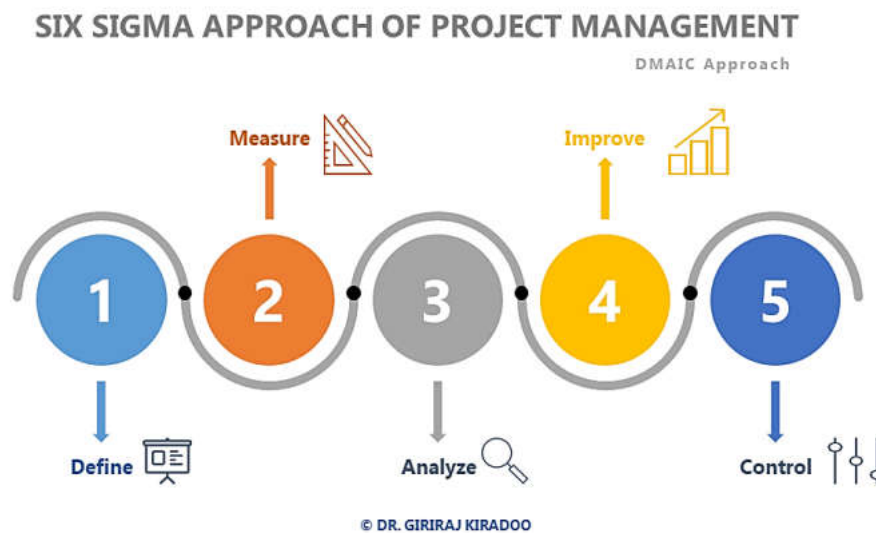 SIX SIGMA APPROACH OF PROJECT MANAGEMENT
DMAIC Approach
Measure
Improve
1
2
3
4
5
Define
Analyze
Control
© DR. GIRIRAJ KIRADOO